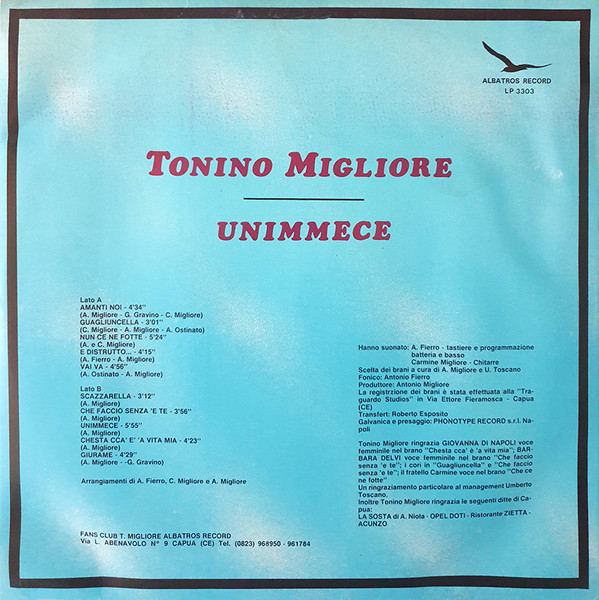 ALBATROS RECORD
LP 3303
TONINO MIGLIORE
UNIMMECE
Lato A
AMANTI NOI - 4'34"
(A. Migliore - G. Gravino - C. Migliore)
GUAGLIUNCELLA - 3'01"
(C. Migliore - A. Migliore - A. Ostinato)
NUN CE NE FOTTE - 5'24"
(A. e C. Migliore)
E DISTRUTTO... - 4'15"
(A. Fierro - A. Migliore)
VAI VA - 4'56"
(A. Ostinato - A. Migliore)
Lato B
SCAZZARELLA - 3'12"
(A. Migliore)
CHE FACCIO SENZA 'E TE - 3'56"
(A. Migliore)
UNIMMECE - 5'55"
(A. Migliore)
CHESTA CCA' E' 'A VITA MIA - 4'23"
(A. Migliore)
GIURAME - 4'29"
(A. Migliore - -G. Gravino)
Arrangiamenti di A. Fierro, C. Migliore e A. Migliore
FANS CLUB T. MIGLIORE ALBATROS RECORD
Via L. ABENAVOLO N° 9 CAPUA (CE) Tel. (0823) 968950 - 961784
Hanno suonato: A. Fierro - tastiere e programmazione
batteria e basso
Carmine Migliore - Chitarre
Scelta dei brani a cura di A. Migliore e U. Toscano
Fonico: Antonio Fierro
Produttore: Antonio Migliore
La registrzione dei brani è stata effettuata alla "Tra-
guardo Studios" in Via Ettore Fieramosca - Capua
(CE)
Transfert: Roberto Esposito
Galvanica e presaggio: PHONOTYPE RECORD s.r.l. Na-
poli
Tonino Migliore ringrazia GIOVANNA DI NAPOLI voce
femminile nel brano "Chesta cca' è 'a vita mia"; BAR-
BARA DELVI voce femminile nel brano "Che faccio
senza 'e te"; i cori in "Guagliuncella" e "Che faccio
senza 'e te"; il fratello Carmine voce nel brano "Che ce
ne fotte".
Un ringraziamento particolare al management Umberto
Toscano.
Inoltre Tonino Migliore ringrazia le seguenti ditte di Ca-
pua:
LA SOSTA di A. Niola - OPEL DOTI - Ristorante ZIETTA -
ACUNZO